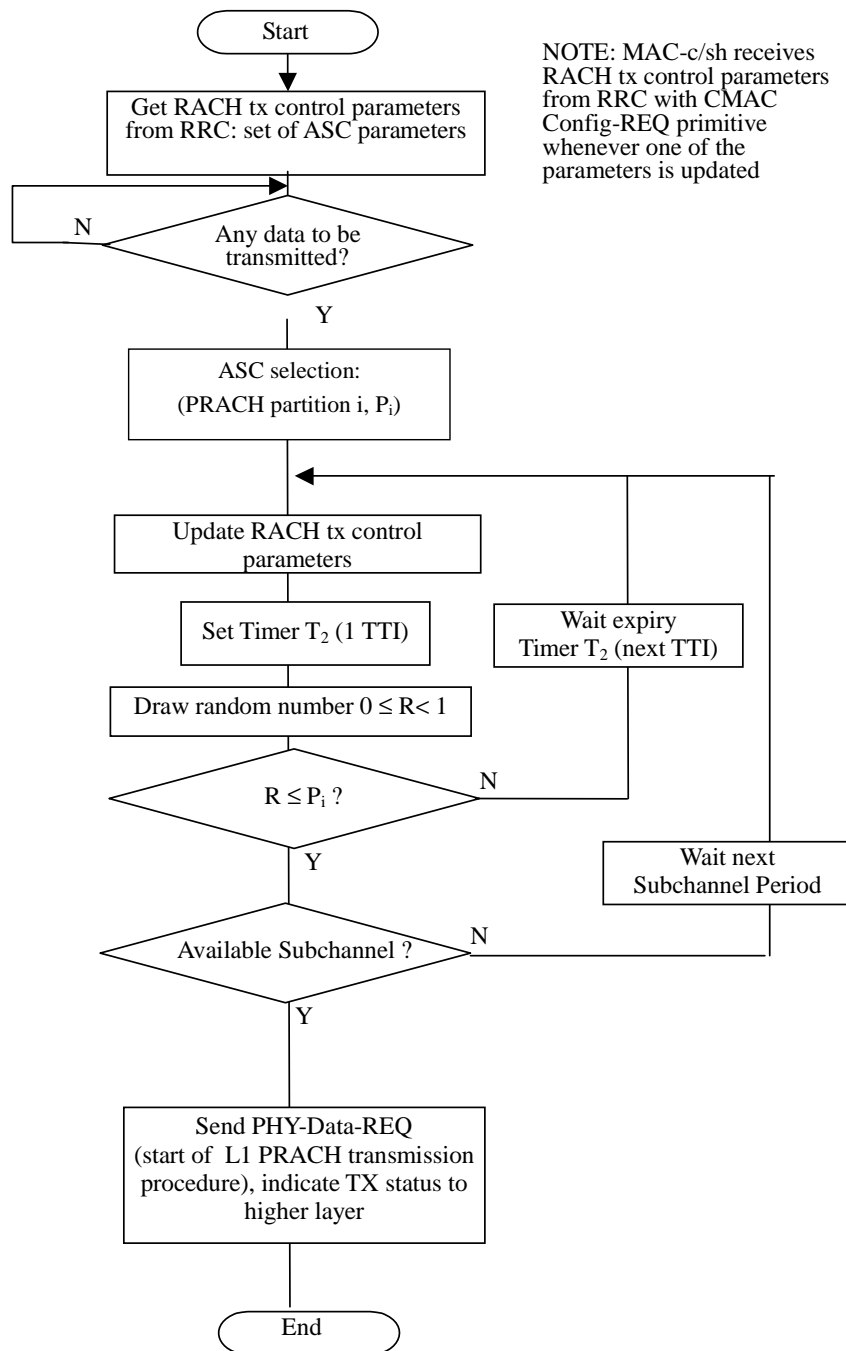 Start
NOTE: MAC-c/sh receives
RACH tx control parameters
from RRC with CMAC
Config-REQ primitive
whenever one of the
parameters is updated
Get RACH tx control parameters
from RRC: set of ASC parameters
N
Any data to be
transmitted?
Y
ASC selection:
(PRACH partition i, Pᵢ)
Update RACH tx control
parameters
Set Timer T₂ (1 TTI)
Wait expiry
Timer T₂ (next TTI)
Draw random number 0 ≤ R< 1
R ≤ Pᵢ ?
N
Y
Wait next
Subchannel Period
Available Subchannel ?
N
Y
Send PHY-Data-REQ
(start of L1 PRACH transmission
procedure), indicate TX status to
higher layer
End